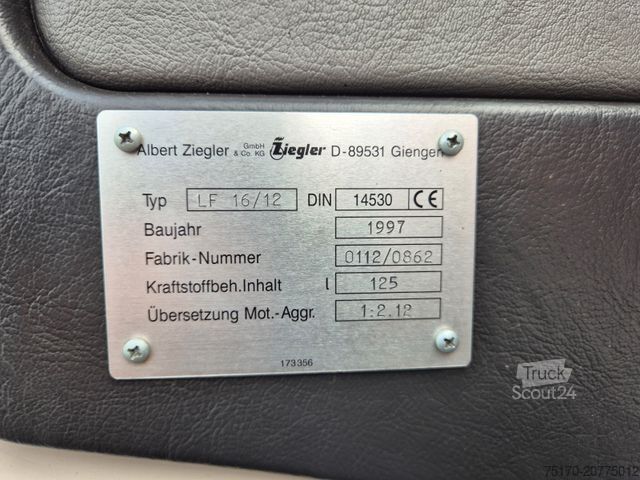 Albert Ziegler GmbH & Co. KG Ziegler D-89531 Giengen
Typ LF 16/12 DIN 14530 CE
Baujahr 1997
Fabrik-Nummer 0112/0862
Kraftstoffbeh.Inhalt l 125
Übersetzung Mot.-Aggr. 1:2.12
173356
Truck
Scout24
75170-20775012